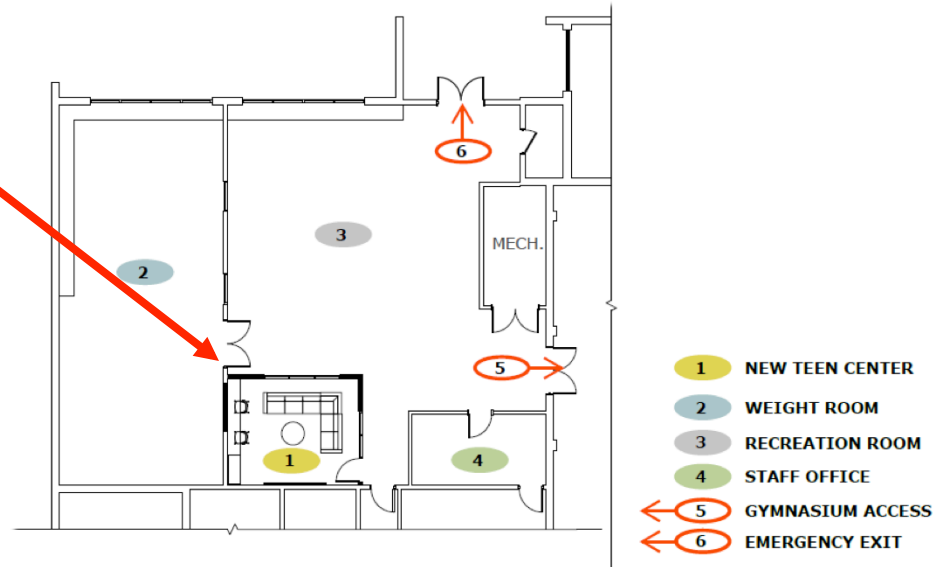 6
3
MECH.
2
5
1
4
1 NEW TEEN CENTER
2 WEIGHT ROOM
3 RECREATION ROOM
4 STAFF OFFICE
5 GYMNASIUM ACCESS
6 EMERGENCY EXIT